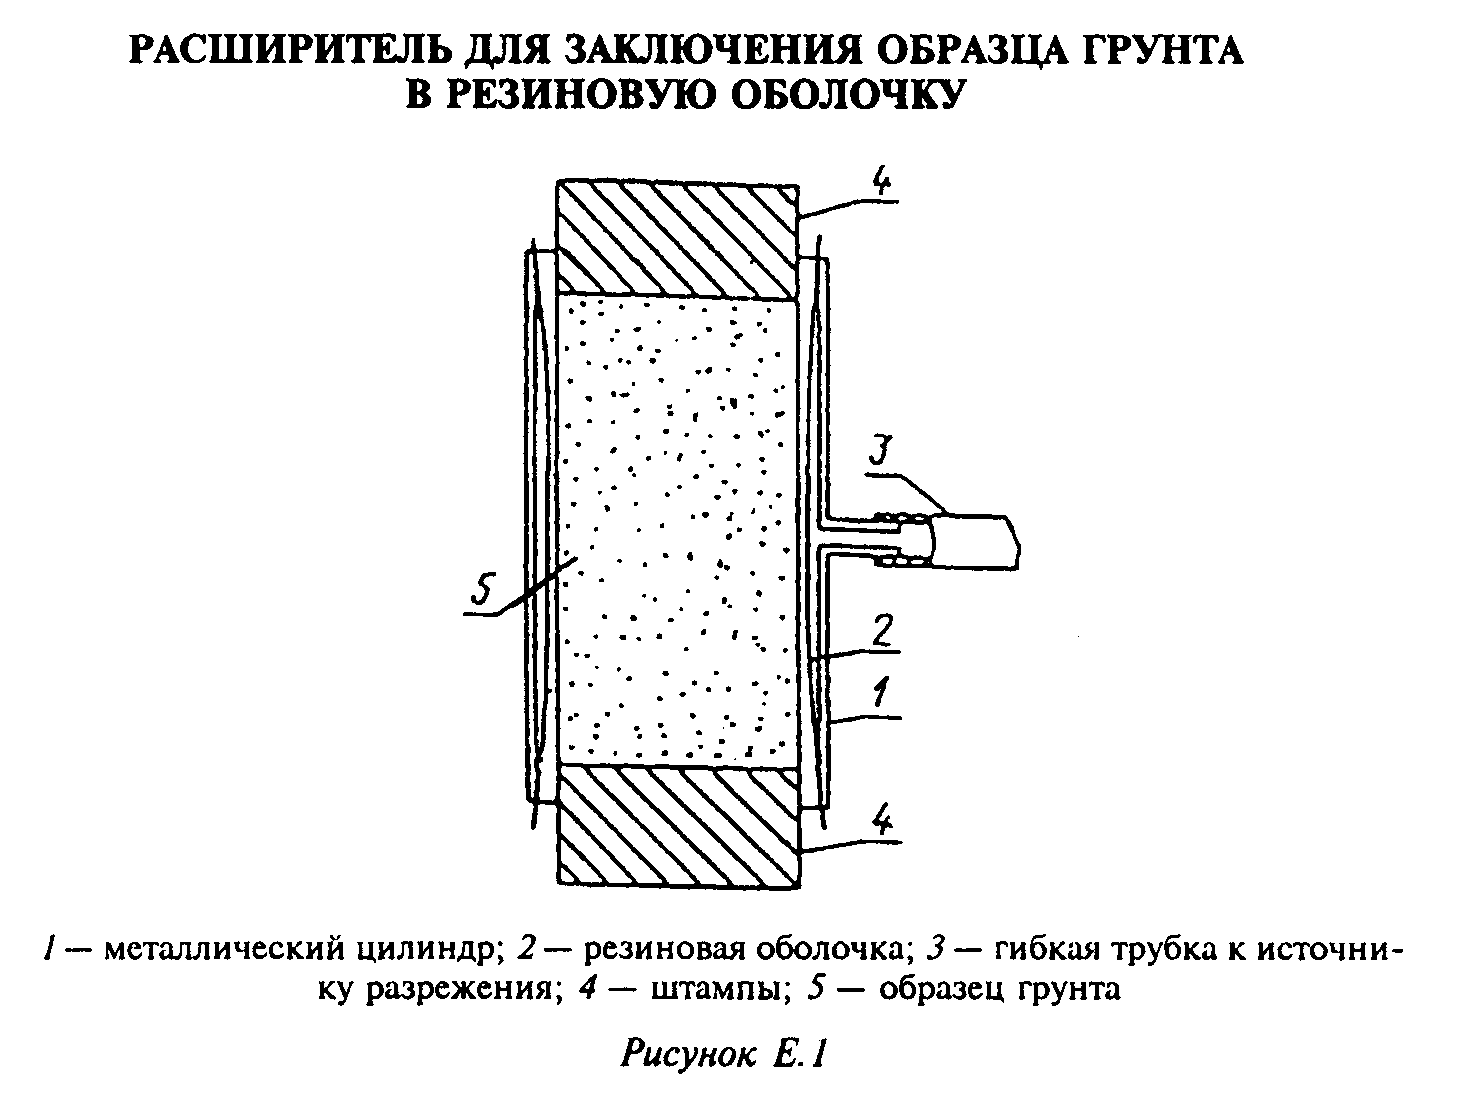 РАСШИРИТЕЛЬ ДЛЯ ЗАКЛЮЧЕНИЯ ОБРАЗЦА ГРУНТА
В РЕЗИНОВУЮ ОБОЛОЧКУ
4
3
5
2
1
4
1 — металлический цилиндр; 2 — резиновая оболочка; 3 — гибкая трубка к источни-
ку разрежения; 4 — штампы; 5 — образец грунта
Рисунок Е.1